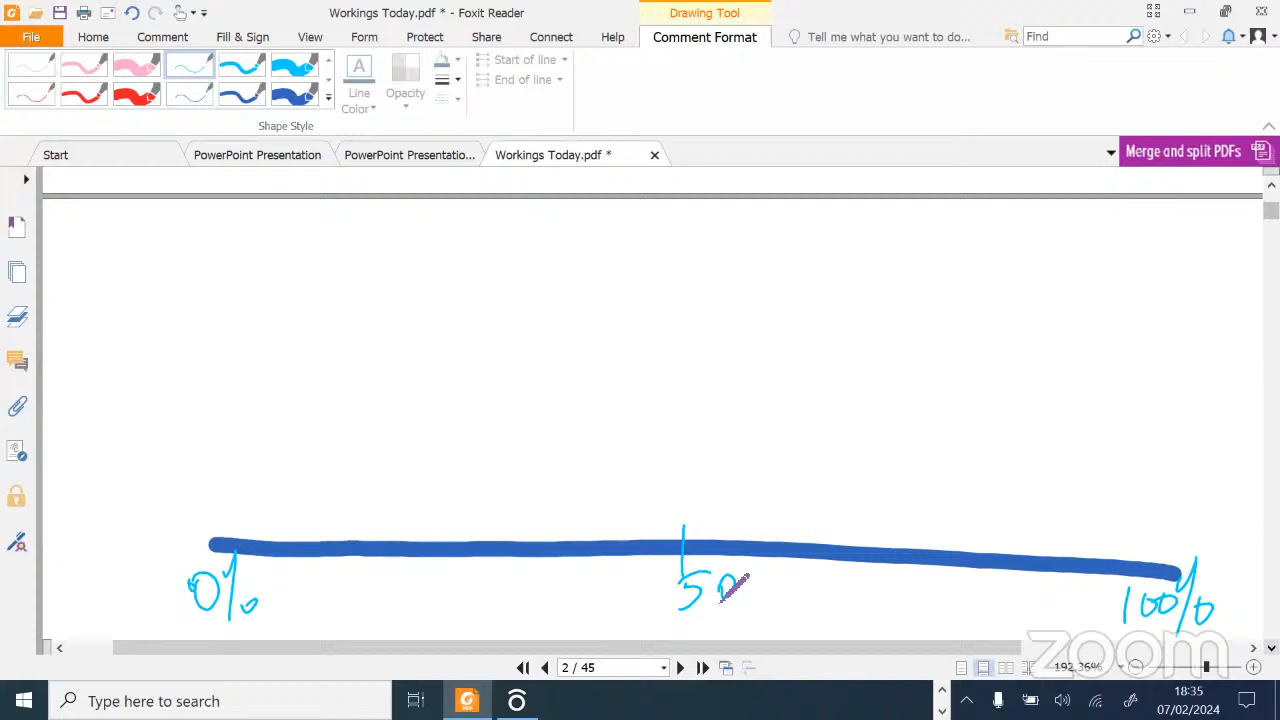 Workings Today.pdf * - Foxit Reader
Drawing Tool
File
Home
Comment
Fill & Sign
View
Form
Protect
Share
Connect
Help
Comment Format
Tell me what you want to do...
Find
Line
Color
Opacity
Start of line
End of line
Shape Style
Start
PowerPoint Presentation
PowerPoint Presentatio...
Workings Today.pdf *
Merge and split PDFs
0%
50
100%
2 / 45
192.36%
zoom
Type here to search
18:35
07/02/2024